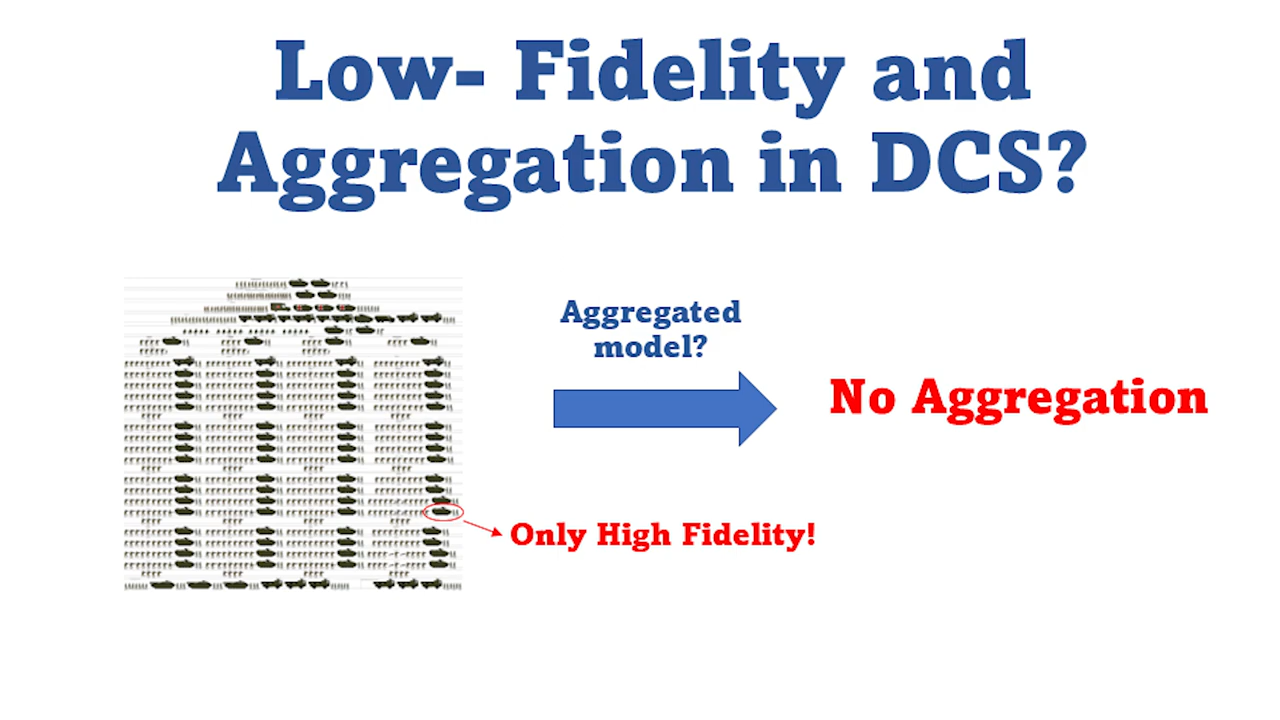 Low- Fidelity and
Aggregation in DCS?
Aggregated
model?
No Aggregation
Only High Fidelity!